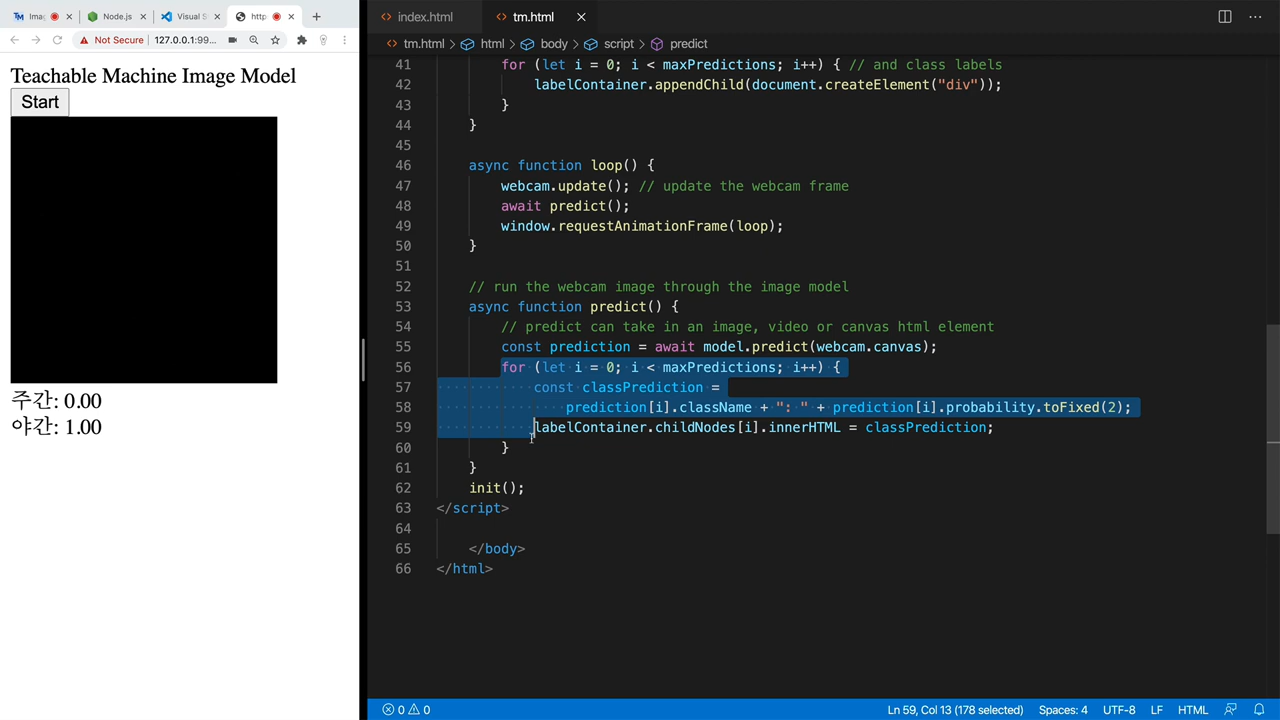 Ima
Node.js
Visual S
http
index.html
tm.html
Not Secure
127.0.0.1:99...
tm.html
html
body
script
predict
Teachable Machine Image Model
Start
주간: 0.00
야간: 1.00
41 for (let i = 0; i < maxPredictions; i++) { // and class labels
42 labelContainer.appendChild(document.createElement("div"));
43 }
44 }
45
46 async function loop() {
47 webcam.update(); // update the webcam frame
48 await predict();
49 window.requestAnimationFrame(loop);
50 }
51
52 // run the webcam image through the image model
53 async function predict() {
54 // predict can take in an image, video or canvas html element
55 const prediction = await model.predict(webcam.canvas);
56 for (let i = 0; i < maxPredictions; i++) {
57 const classPrediction =
58 prediction[i].className + ": " + prediction[i].probability.toFixed(2);
59 labelContainer.childNodes[i].innerHTML = classPrediction;
60 }
61 }
62 init();
63 </script>
64
65 </body>
66 </html>
0 0
Ln 59, Col 13 (178 selected)
Spaces: 4
UTF-8
LF
HTML